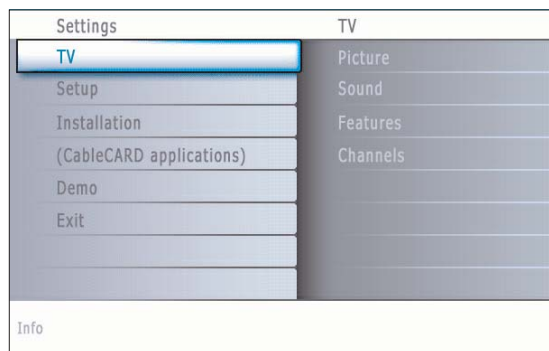 Settings
TV
TV
Picture
Setup
Sound
Installation
Features
(CableCARD applications)
Channels
Demo
Exit
Info